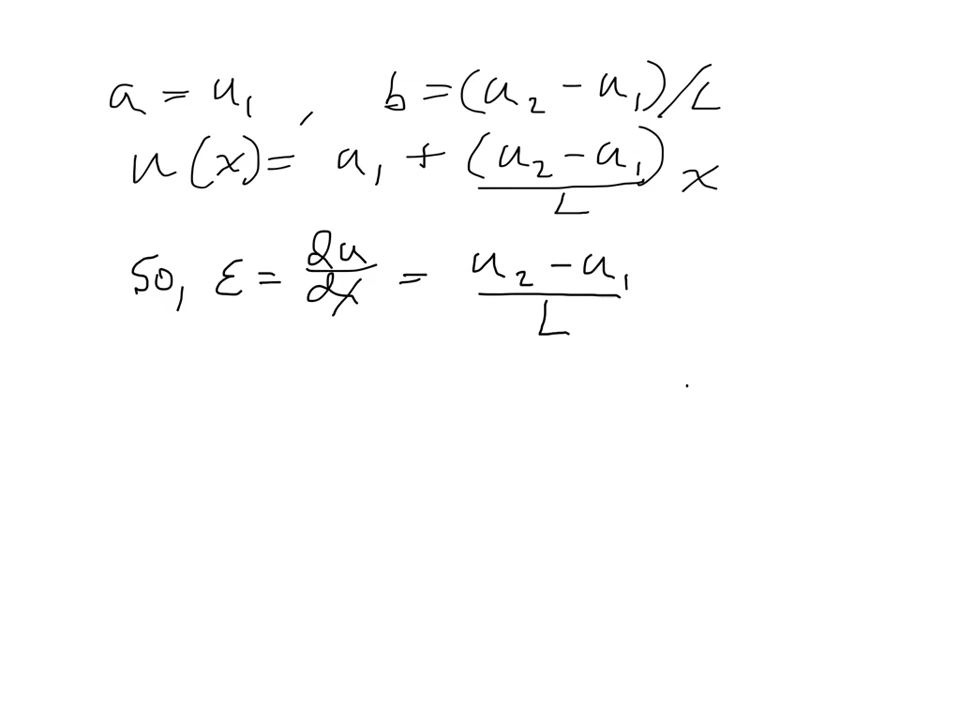 a = u₁ , b = (u₂ - u₁)/L
u(x) = u₁ + (u₂ - u₁)/L x
So, ε = ∂u/∂x = (u₂ - u₁)/L